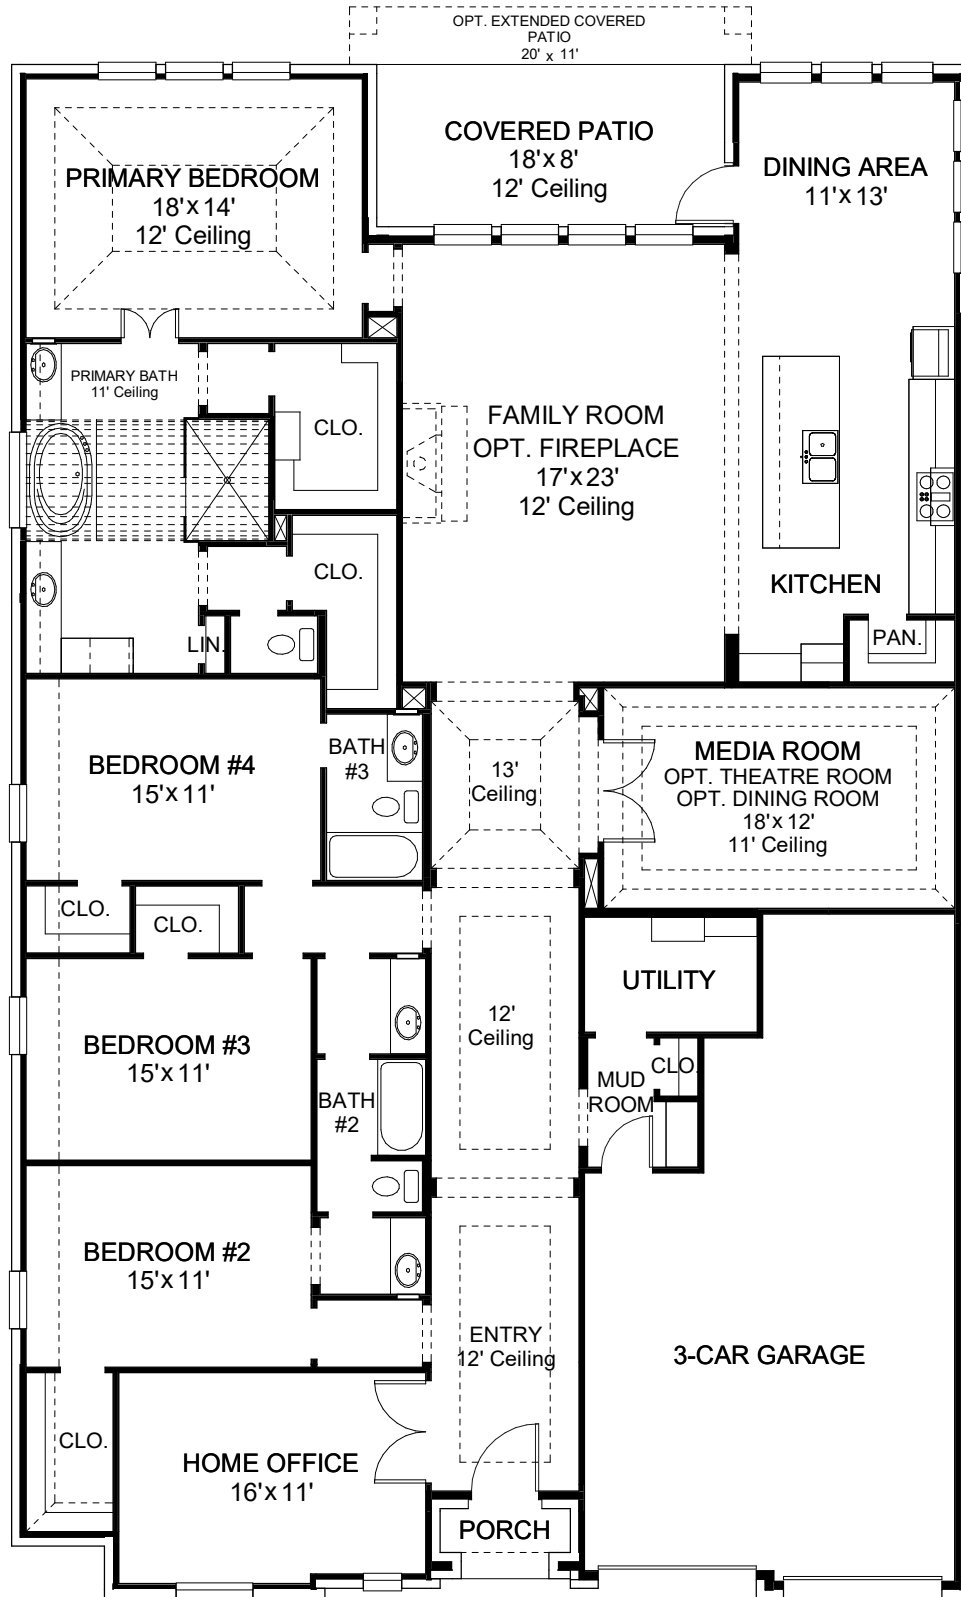 OPT. EXTENDED COVERED
PATIO
20' x 11'
COVERED PATIO
18'x 8'
12' Ceiling
DINING AREA
11'x 13'
PRIMARY BEDROOM
18'x 14'
12' Ceiling
PRIMARY BATH
11' Ceiling
CLO.
FAMILY ROOM
OPT. FIREPLACE
17'x 23'
12' Ceiling
CLO.
KITCHEN
LIN.
PAN.
BEDROOM #4
15'x 11'
BATH
#3
13'
Ceiling
MEDIA ROOM
OPT. THEATRE ROOM
OPT. DINING ROOM
18'x 12'
11' Ceiling
CLO.
CLO.
UTILITY
12'
Ceiling
BEDROOM #3
15'x 11'
CLO.
MUD
ROOM
BATH
#2
BEDROOM #2
15'x 11'
ENTRY
12' Ceiling
3-CAR GARAGE
CLO.
HOME OFFICE
16'x 11'
PORCH